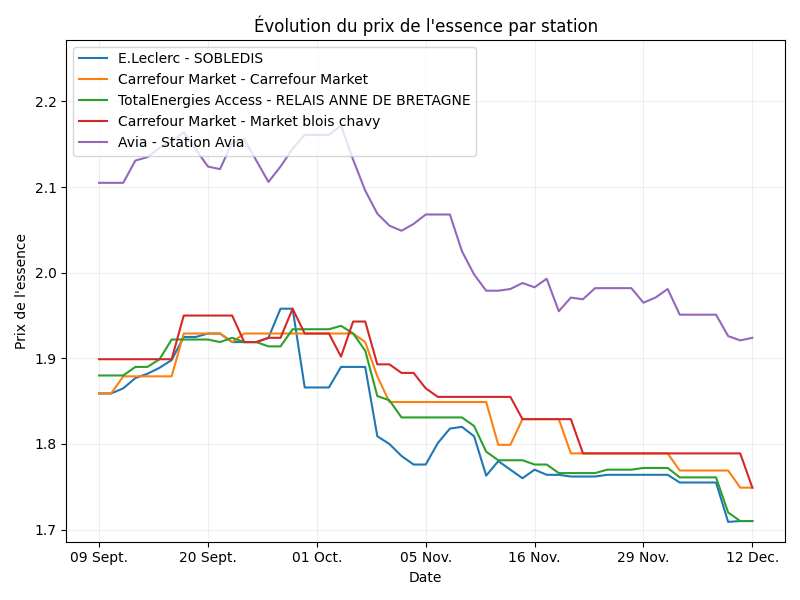 Évolution du prix de l'essence par station
E.Leclerc - SOBLEDIS
Carrefour Market - Carrefour Market
TotalEnergies Access - RELAIS ANNE DE BRETAGNE
Carrefour Market - Market blois chavy
Avia - Station Avia
Prix de l'essence
2.2
2.1
2.0
1.9
1.8
1.7
09 Sept.
20 Sept.
01 Oct.
05 Nov.
16 Nov.
29 Nov.
12 Dec.
Date